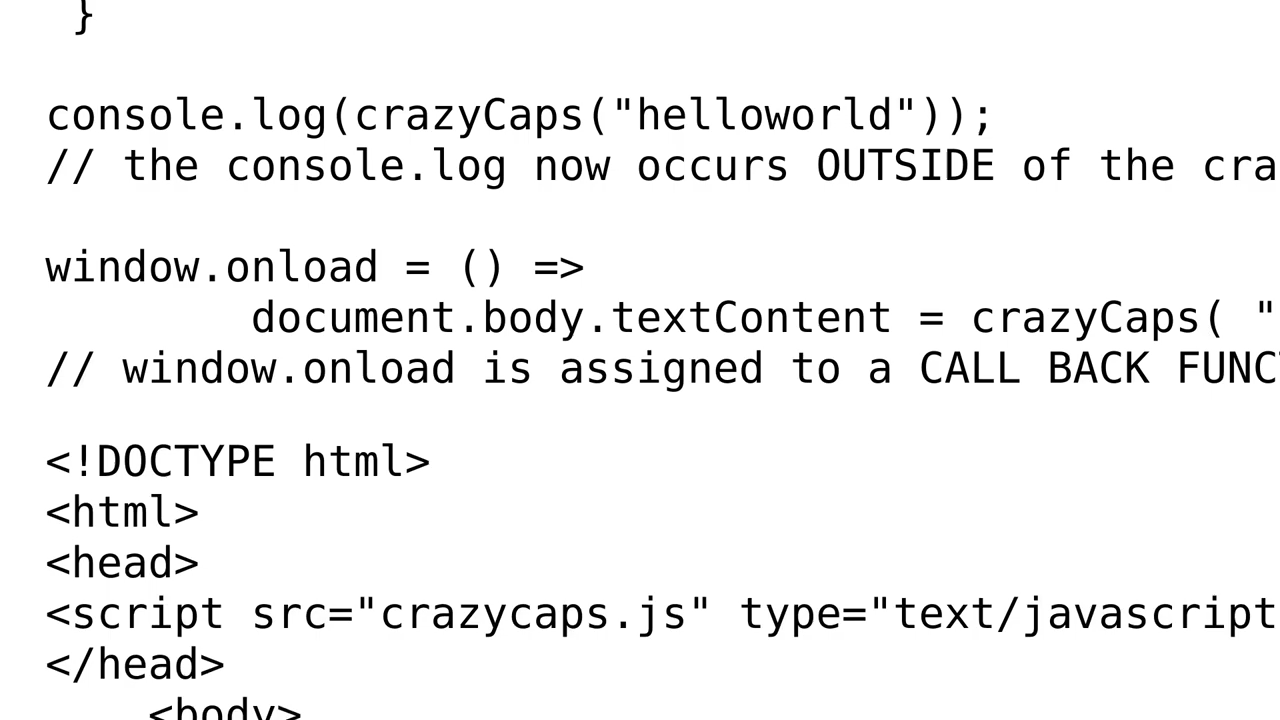 }
console.log(crazyCaps("helloworld"));
// the console.log now occurs OUTSIDE of the
window.onload = () =>
document.body.textContent = crazyCaps( "
// window.onload is assigned to a CALL BACK
<!DOCTYPE html>
<html>
<head>
<script src="crazycaps.js" type="text/javascript
</head>
<body>